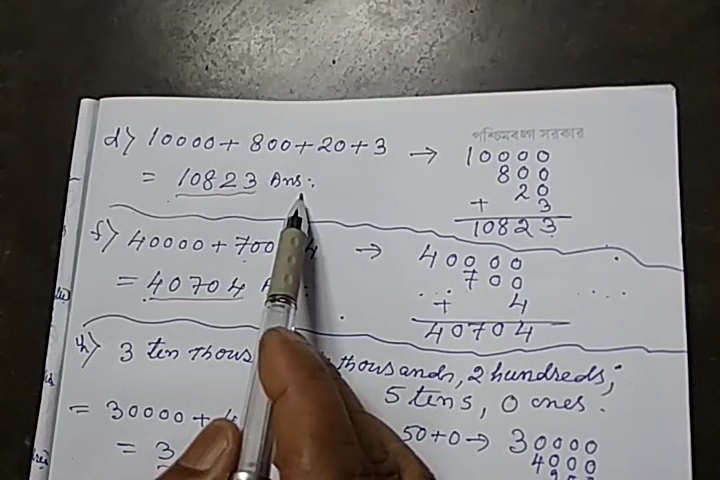 পশ্চিমবঙ্গ সরকার
d) 10000 + 800 + 20 + 3 → 10000
800
= 10823 Ans:
20
+ 3
10823
f) 40000 + 700 4 → 40000
700
= 40704
+ 4
40704
h) 3 ten thous thousands, 2 hundreds,
5 tens, 0 ones.
= 30000 + 4
50+0 → 30000
= 3
4000